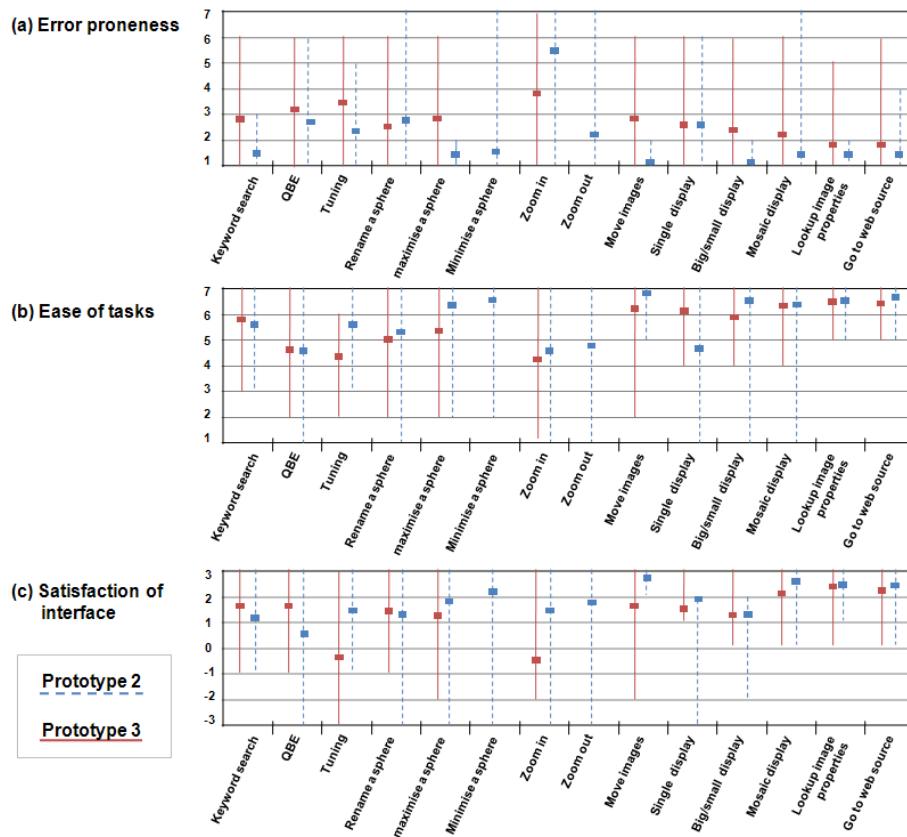 (a) Error proneness
7
6
5
4
3
2
1
Keyword search
QBE
Tuning
Rename a sphere
maximise a sphere
Minimise a sphere
Zoom in
Zoom out
Move images
Single display
Big/small display
Mosaic display
Lookup image
properties
Go to web source
(b) Ease of tasks
7
6
5
4
3
2
1
Keyword search
QBE
Tuning
Rename a sphere
maximise a sphere
Minimise a sphere
Zoom in
Zoom out
Move images
Single display
Big/small display
Mosaic display
Lookup image
properties
Go to web source
(c) Satisfaction of
interface
3
2
1
0
-1
-2
-3
Keyword search
QBE
Tuning
Rename a sphere
maximise a sphere
Minimise a sphere
Zoom in
Zoom out
Move images
Single display
Big/small display
Mosaic display
Lookup image
properties
Go to web source
Prototype 2
Prototype 3